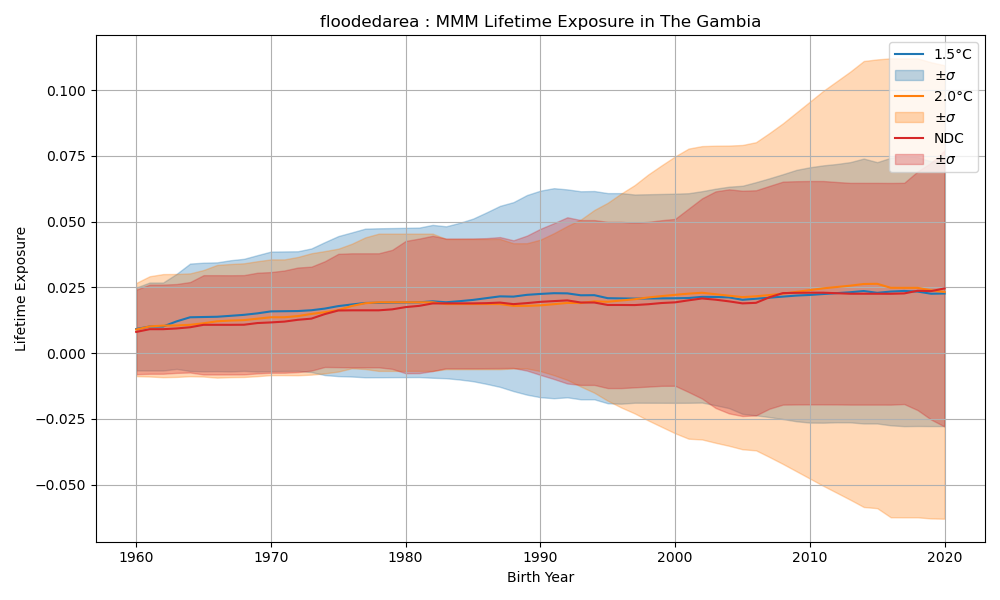 floodedarea : MMM Lifetime Exposure in The Gambia
1.5°C
±σ
2.0°C
±σ
NDC
±σ
Lifetime Exposure
0.100
0.075
0.050
0.025
0.000
−0.025
−0.050
1960 1970 1980 1990 2000 2010 2020
Birth Year